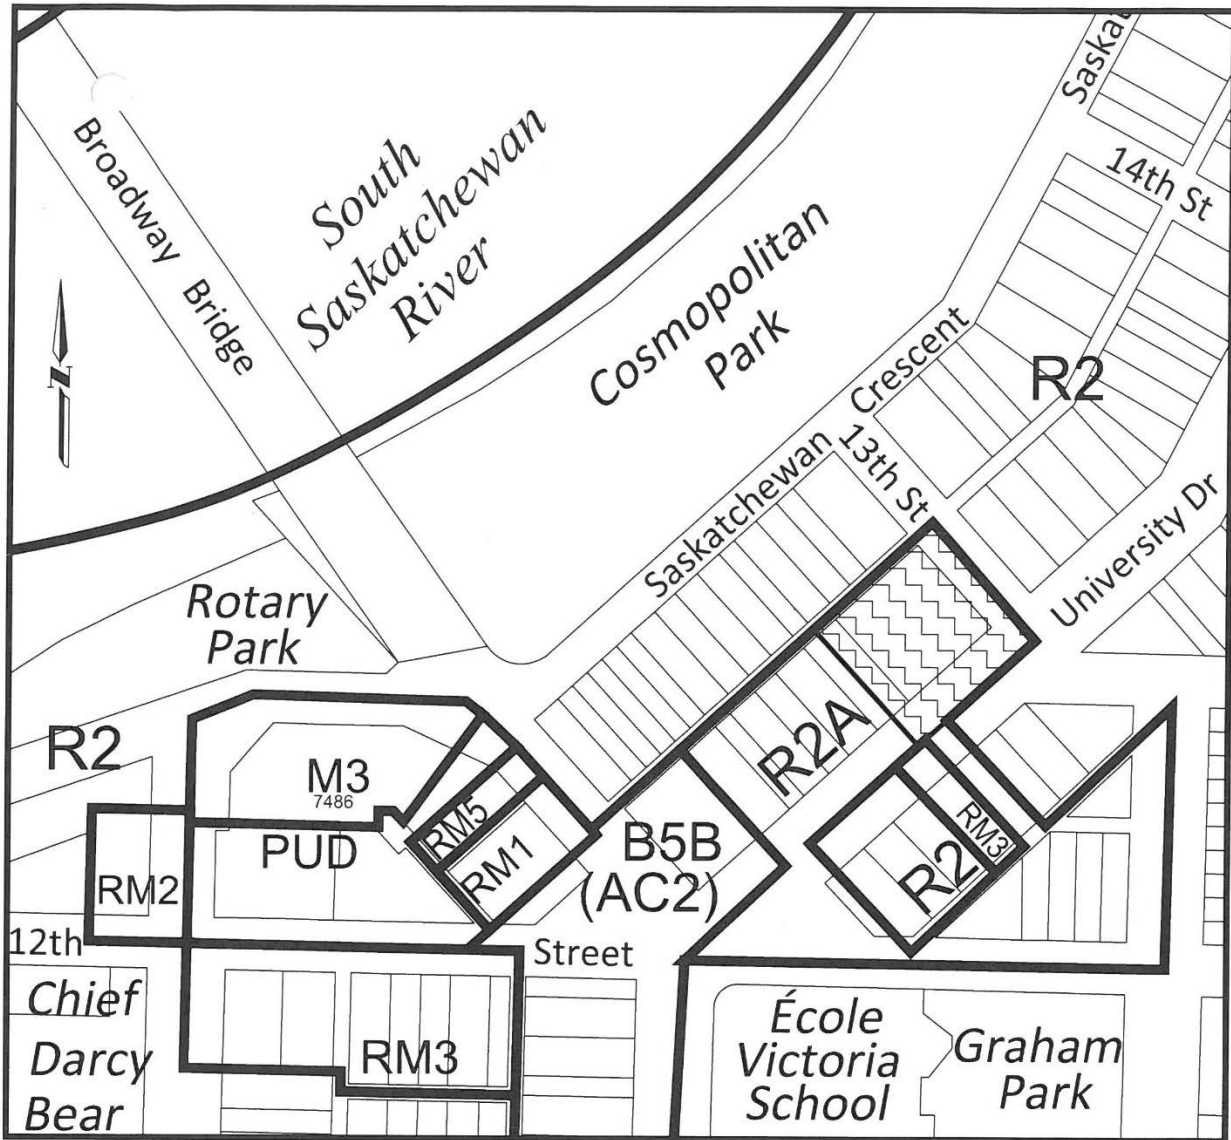 Saskat
14th St
South
Saskatchewan
River
Broadway Bridge
Cosmopolitan
Park
N
R2
Saskatchewan Crescent
13th St
University Dr
Rotary
Park
R2
M3
7486
RM5
PUD
RM1
RM2
B5B
(AC2)
R2A
RM3
R2
12th Street
Chief
Darcy
Bear
RM3
École
Victoria
School
Graham
Park